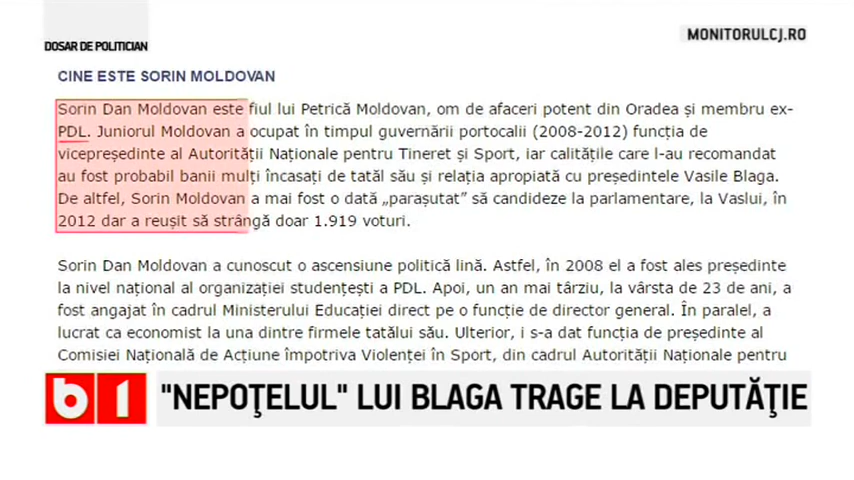 DOSAR DE POLITICIAN
MONITORULCJ.RO
CINE ESTE SORIN MOLDOVAN
Sorin Dan Moldovan este fiul lui Petrică Moldovan, om de afaceri potent din Oradea și membru ex-
PDL. Juniorul Moldovan a ocupat în timpul guvernării portocalii (2008-2012) funcția de
vicepreședinte al Autorității Naționale pentru Tineret și Sport, iar calitățile care l-au recomandat
au fost probabil banii mulți încasați de tatăl său și relația apropiată cu președintele Vasile Blaga.
De altfel, Sorin Moldovan a mai fost o dată „parașutat” să candideze la parlamentare, la Vaslui, în
2012 dar a reușit să strângă doar 1.919 voturi.
Sorin Dan Moldovan a cunoscut o ascensiune politică lină. Astfel, în 2008 el a fost ales președinte
la nivel național al organizației studențești a PDL. Apoi, un an mai târziu, la vârsta de 23 de ani, a
fost angajat în cadrul Ministerului Educației direct pe o funcție de director general. În paralel, a
lucrat ca economist la una dintre firmele tatălui său. Ulterior, i s-a dat funcția de președinte al
Comisiei Națională de Acțiune împotriva Violenței în Sport, din cadrul Autorității Naționale pentru
b1 "NEPOŢELUL" LUI BLAGA TRAGE LA DEPUTĂŢIE